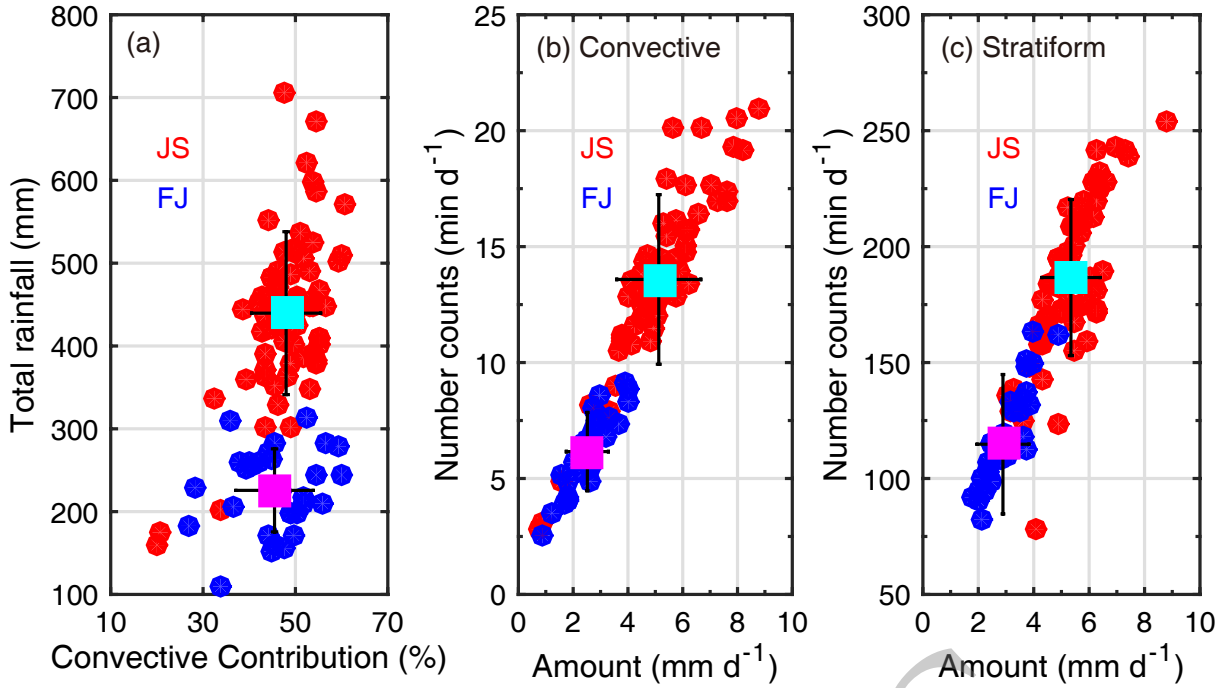 (a)
JS
FJ
Total rainfall (mm)
800
700
600
500
400
300
200
100
10
30
50
70
Convective Contribution (%)
(b) Convective
JS
FJ
Number counts (min d⁻¹)
25
20
15
10
5
0
0
2
4
6
8
10
Amount (mm d⁻¹)
(c) Stratiform
JS
FJ
Number counts (min d⁻¹)
300
250
200
150
100
50
0
2
4
6
8
10
Amount (mm d⁻¹)